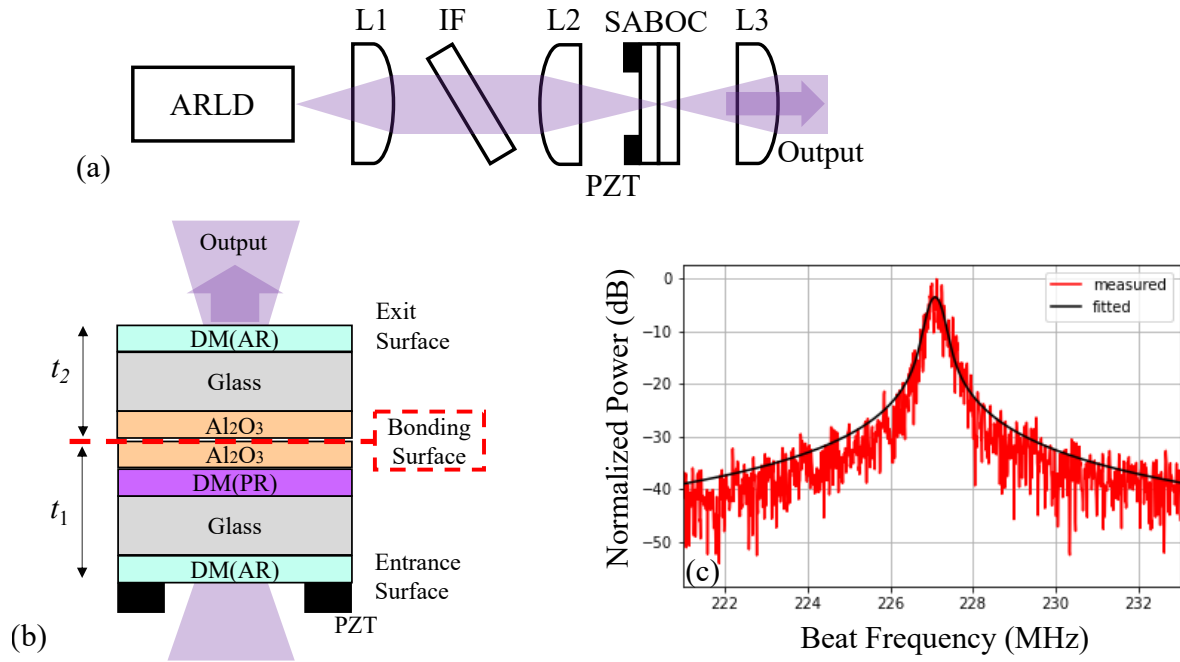 L1 IF L2 SABOC L3
ARLD
Output
PZT
(a)
Output
Exit
Surface
DM(AR)
t₂
Glass
Al₂O₃
Bonding
Surface
Al₂O₃
DM(PR)
t₁
Glass
Entrance
Surface
DM(AR)
PZT
(b)
Normalized Power (dB)
0
−10
−20
−30
−40
−50
measured
fitted
(c)
222 224 226 228 230 232
Beat Frequency (MHz)